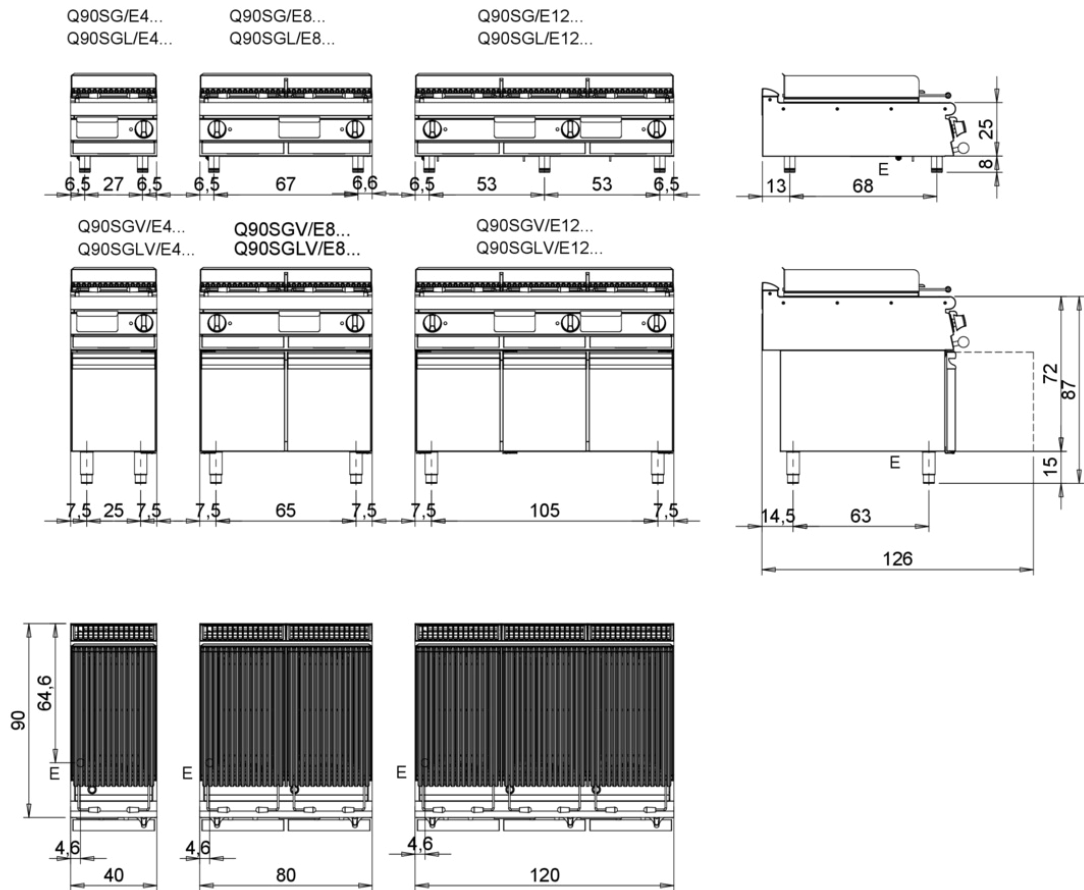 Q90SG/E4...
Q90SGL/E4...
Q90SG/E8...
Q90SGL/E8...
Q90SG/E12...
Q90SGL/E12...
6,5 27 6,5
6,5 67 6,6
6,5 53 53 6,5
25
8
E
13 68
Q90SGV/E4...
Q90SGLV/E4...
Q90SGV/E8...
Q90SGLV/E8...
Q90SGV/E12...
Q90SGLV/E12...
7,5 25 7,5
7,5 65 7,5
7,5 105 7,5
72
87
15
E
14,5 63
126
90
64,6
E
E
E
4,6
4,6
4,6
40
80
120